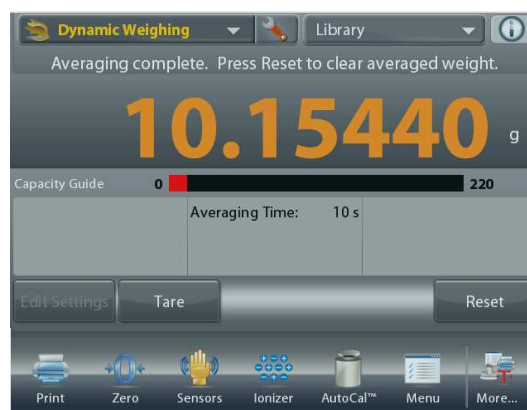 Dynamic Weighing Library
Averaging complete. Press Reset to clear averaged weight.
10.15440 g
Capacity Guide 0 220
Averaging Time: 10 s
Edit Settings Tare Reset
Print Zero Sensors Ionizer AutoCal™ Menu More...